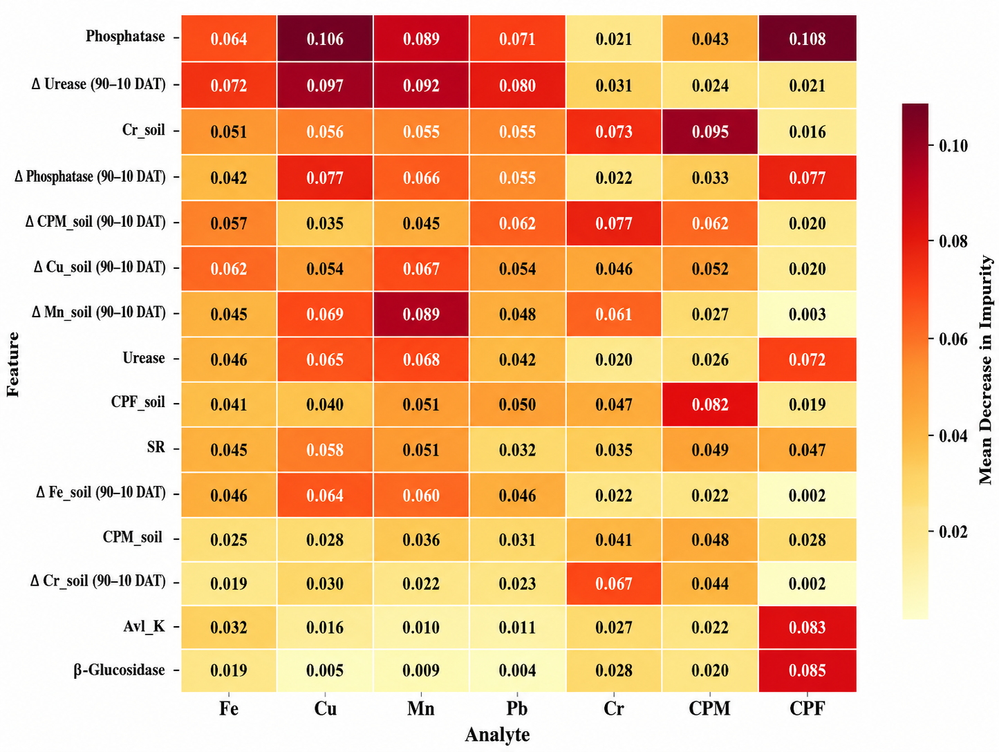 Phosphatase 0.064 0.106 0.089 0.071 0.021 0.043 0.108
Δ Urease (90–10 DAT) 0.072 0.097 0.092 0.080 0.031 0.024 0.021
Cr_soil 0.051 0.056 0.055 0.055 0.073 0.095 0.016
Δ Phosphatase (90–10 DAT) 0.042 0.077 0.066 0.055 0.022 0.033 0.077
Δ CPM_soil (90–10 DAT) 0.057 0.035 0.045 0.062 0.077 0.062 0.020
Δ Cu_soil (90–10 DAT) 0.062 0.054 0.067 0.054 0.046 0.052 0.020
Δ Mn_soil (90–10 DAT) 0.045 0.069 0.089 0.048 0.061 0.027 0.003
Urease 0.046 0.065 0.068 0.042 0.020 0.026 0.072
CPF_soil 0.041 0.040 0.051 0.050 0.047 0.082 0.019
SR 0.045 0.058 0.051 0.032 0.035 0.049 0.047
Δ Fe_soil (90–10 DAT) 0.046 0.064 0.060 0.046 0.022 0.022 0.002
CPM_soil 0.025 0.028 0.036 0.031 0.041 0.048 0.028
Δ Cr_soil (90–10 DAT) 0.019 0.030 0.022 0.023 0.067 0.044 0.002
Avl_K 0.032 0.016 0.010 0.011 0.027 0.022 0.083
β-Glucosidase 0.019 0.005 0.009 0.004 0.028 0.020 0.085
Fe Cu Mn Pb Cr CPM CPF
Analyte
Feature
0.10
0.08
0.06
0.04
0.02
Mean Decrease in Impurity